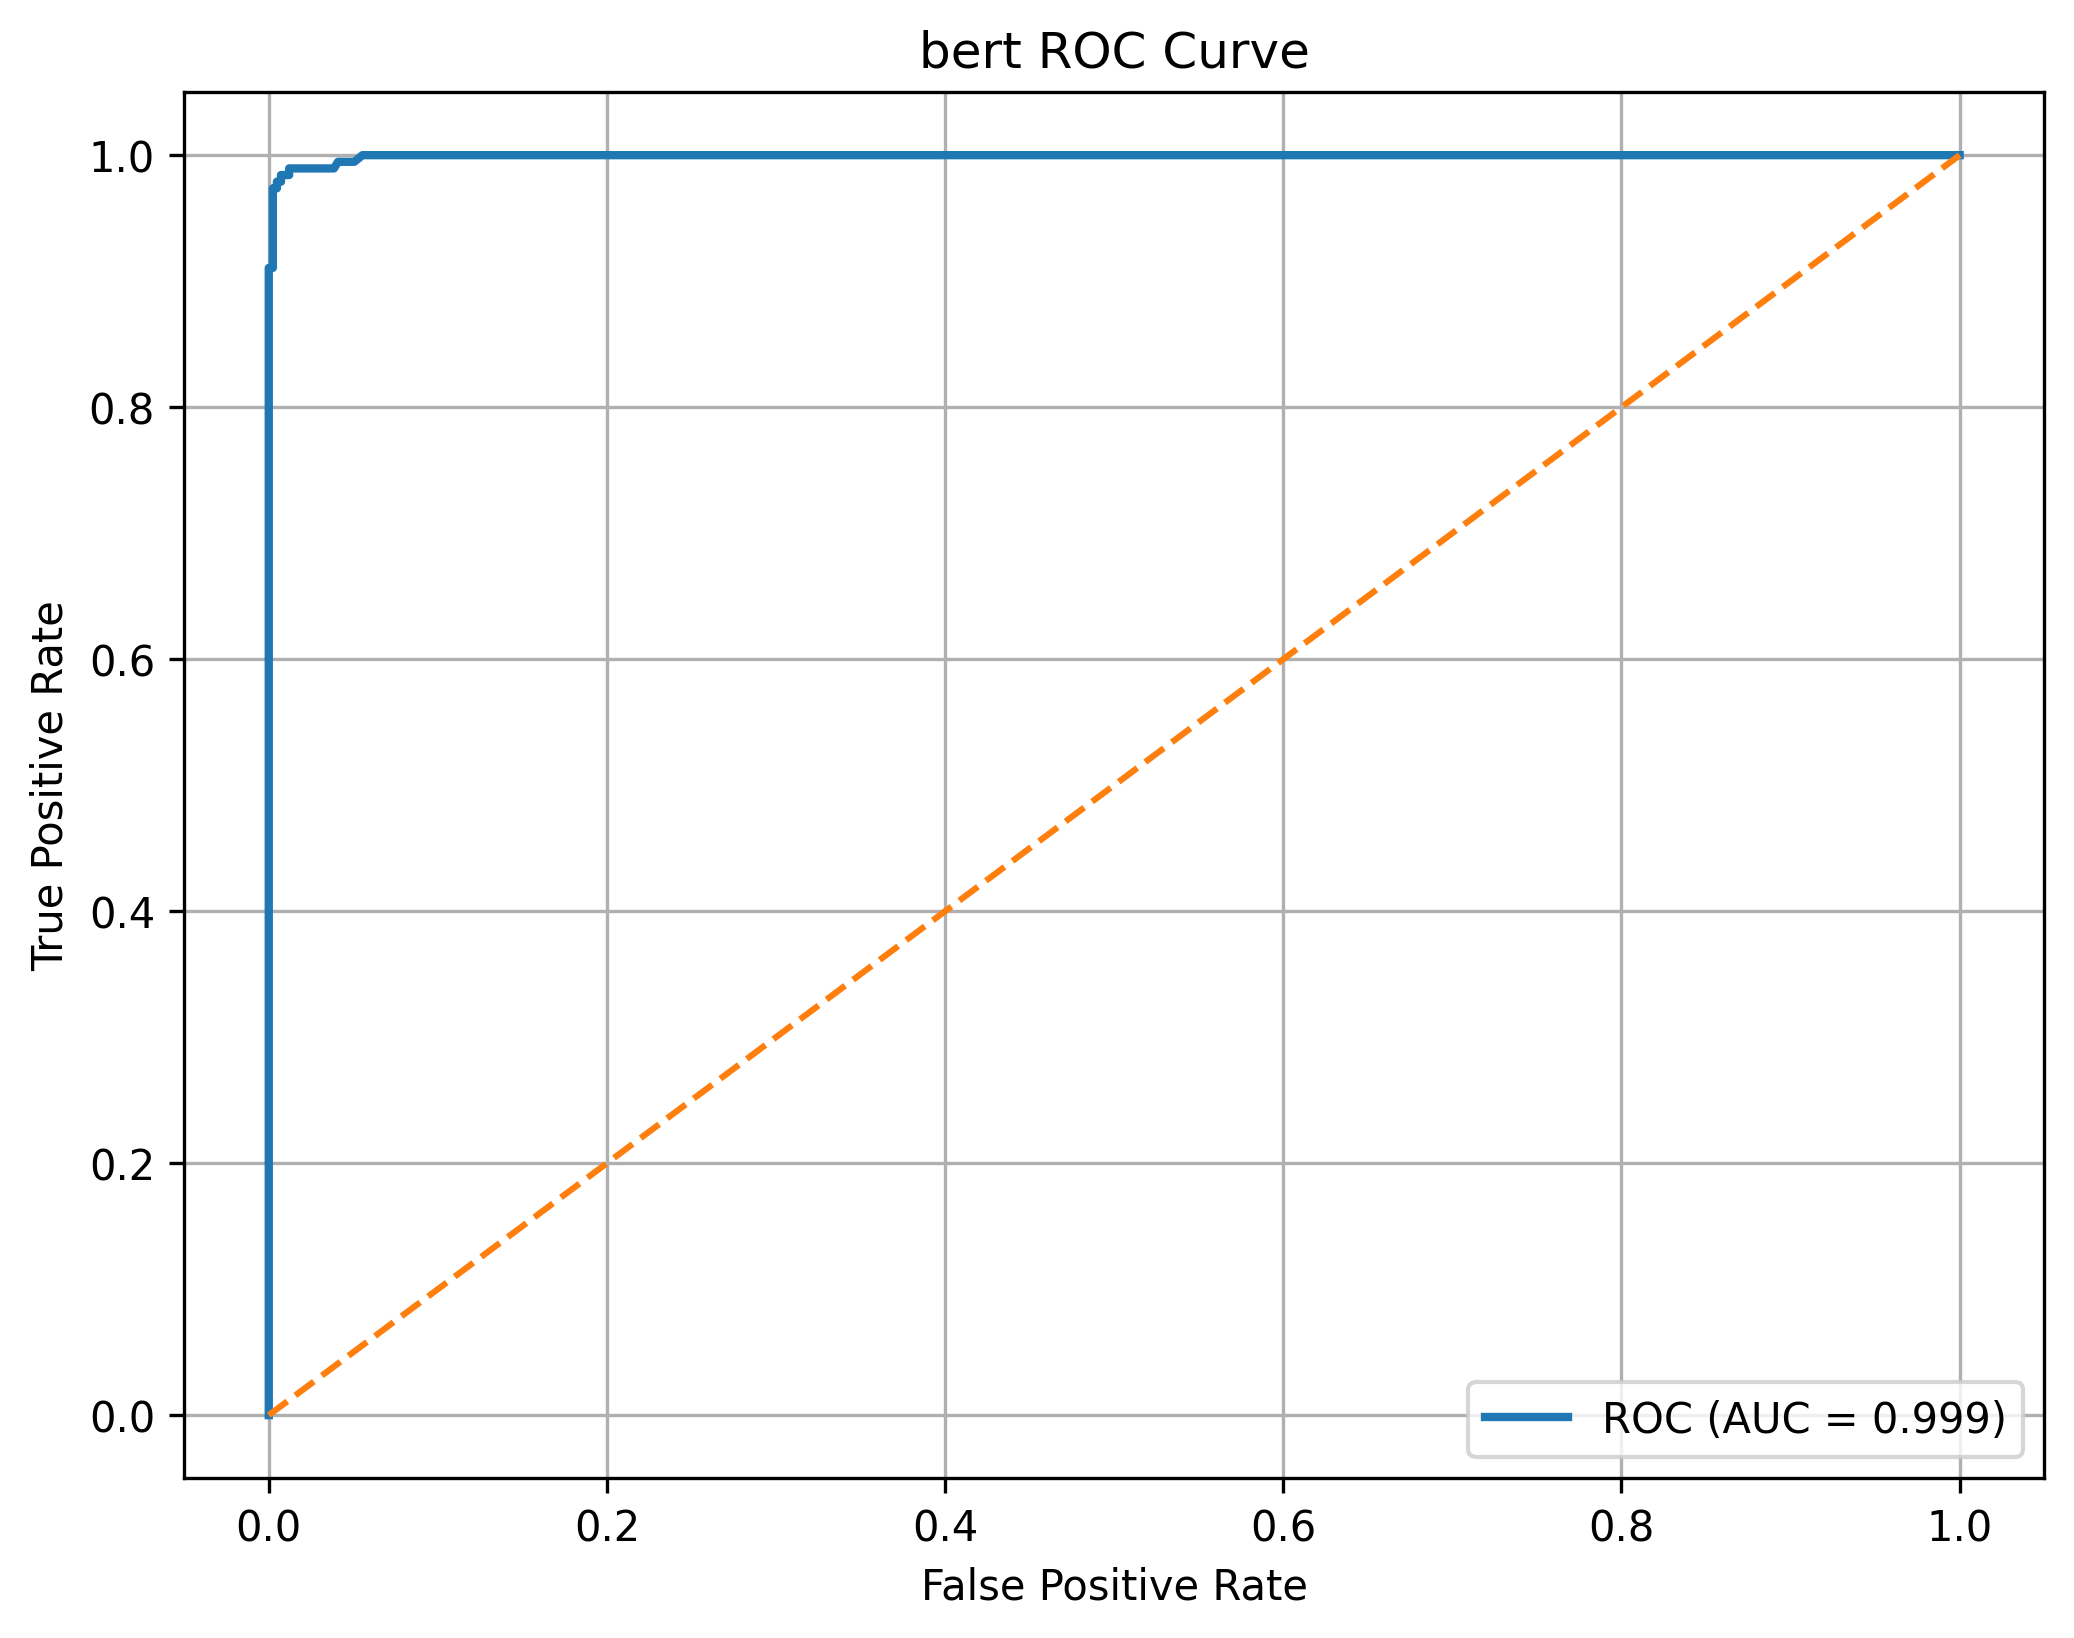 bert ROC Curve
1.0
0.8
0.6
0.4
0.2
0.0
True Positive Rate
0.0 0.2 0.4 0.6 0.8 1.0
False Positive Rate
ROC (AUC = 0.999)